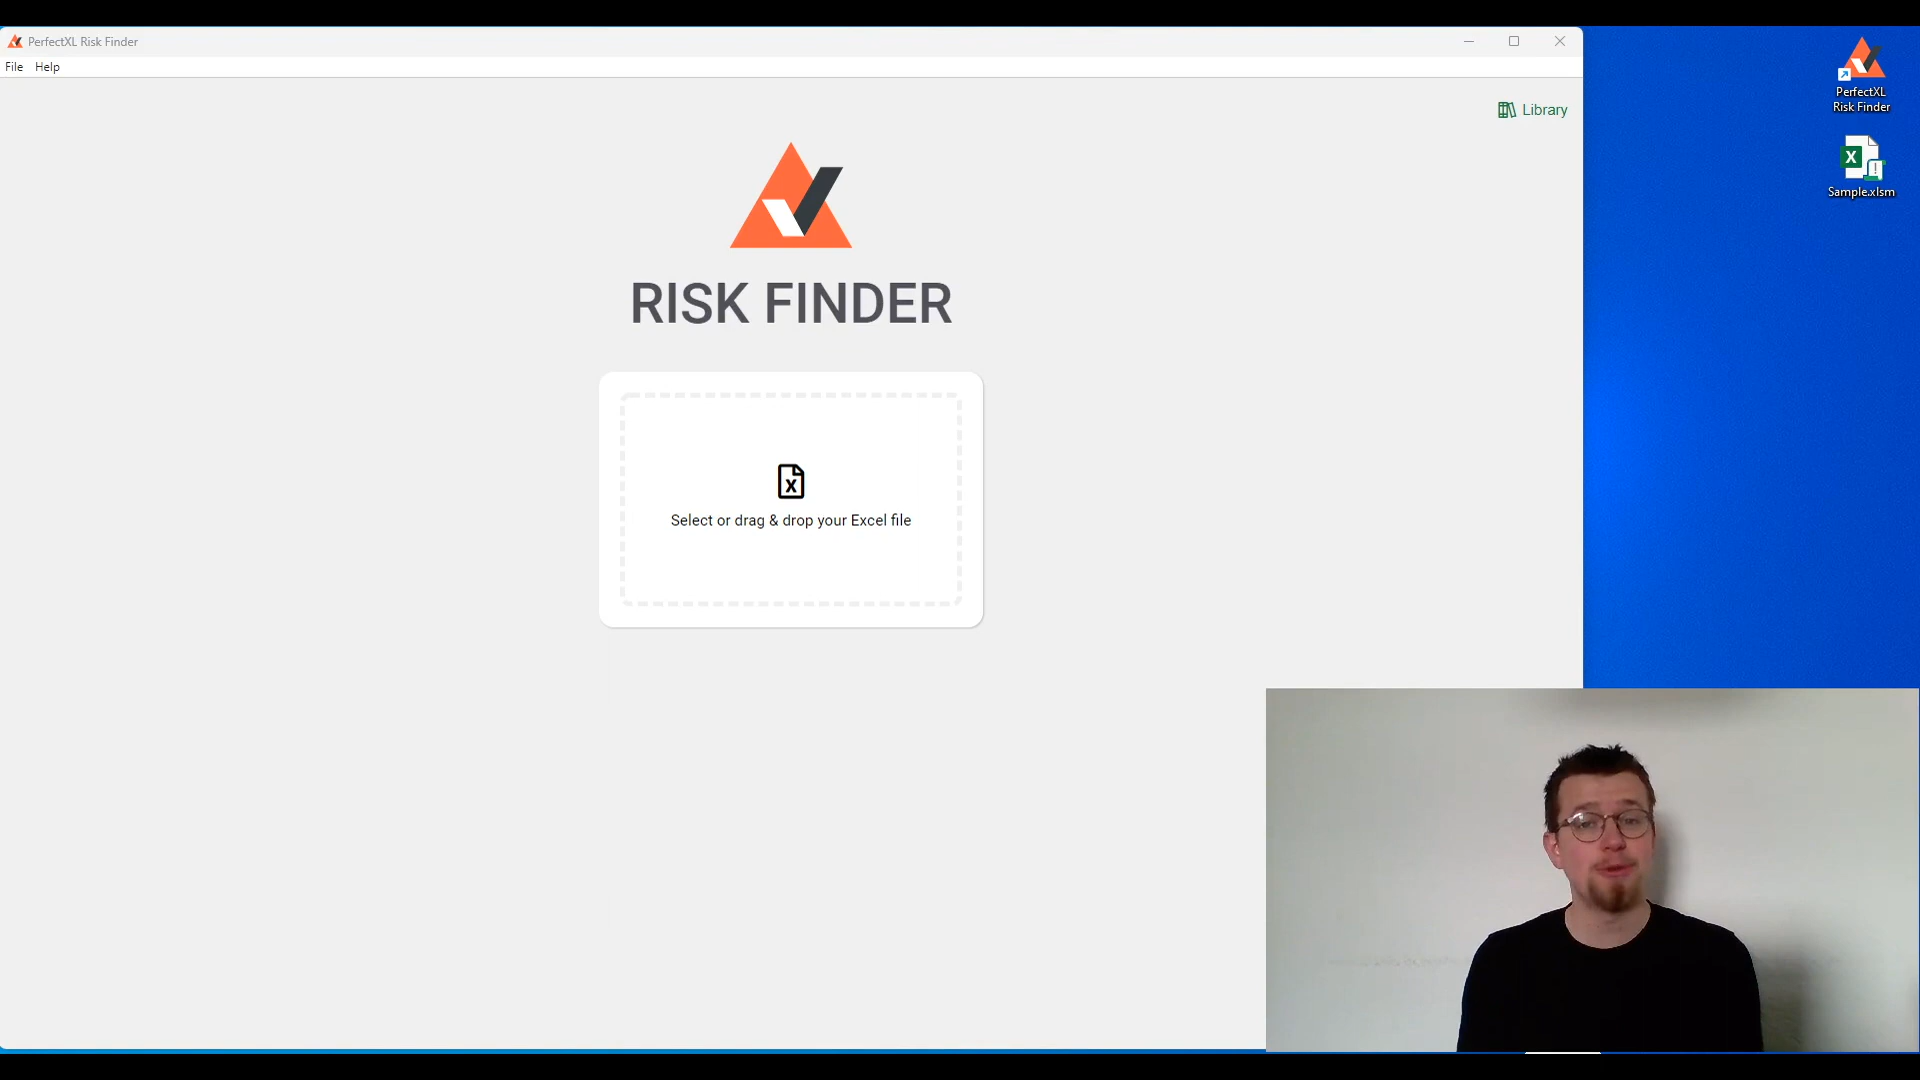 PerfectXL Risk Finder
File Help
Library
RISK FINDER
X
Select or drag & drop your Excel file
PerfectXL
Risk Finder
X
Sample.xlsm